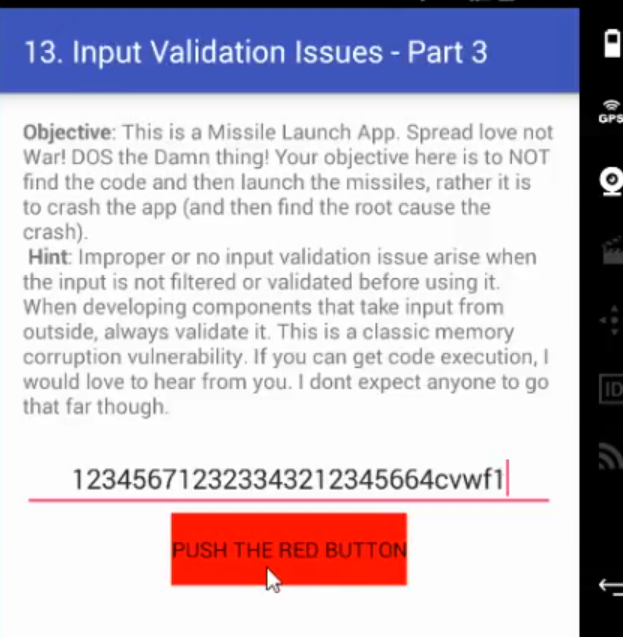 13. Input Validation Issues - Part 3
GPS
Objective: This is a Missile Launch App. Spread love not
War! DOS the Damn thing! Your objective here is to NOT
find the code and then launch the missiles, rather it is
to crash the app (and then find the root cause the
crash).
Hint: Improper or no input validation issue arise when
the input is not filtered or validated before using it.
When developing components that take input from
outside, always validate it. This is a classic memory
corruption vulnerability. If you can get code execution, I
would love to hear from you. I dont expect anyone to go
that far though.
ID
123456712323343212345664cvwf1
PUSH THE RED BUTTON